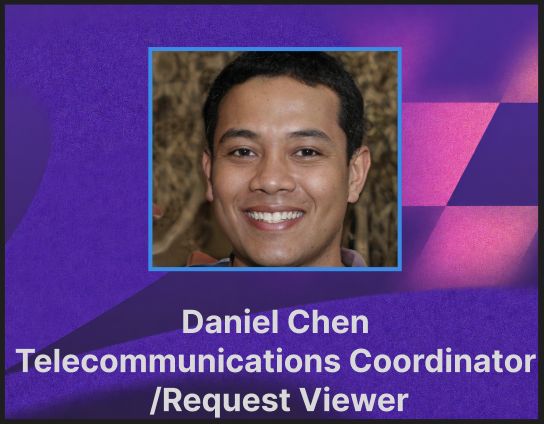 Daniel Chen
Telecommunications Coordinator
/Request Viewer